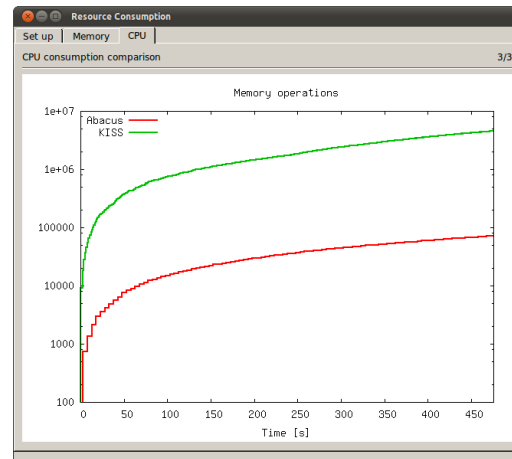 Resource Consumption
Set up Memory CPU
CPU consumption comparison 3/3
Memory operations
1e+07
Abacus
KISS
1e+06
100000
10000
1000
100
0 50 100 150 200 250 300 350 400 450
Time [s]